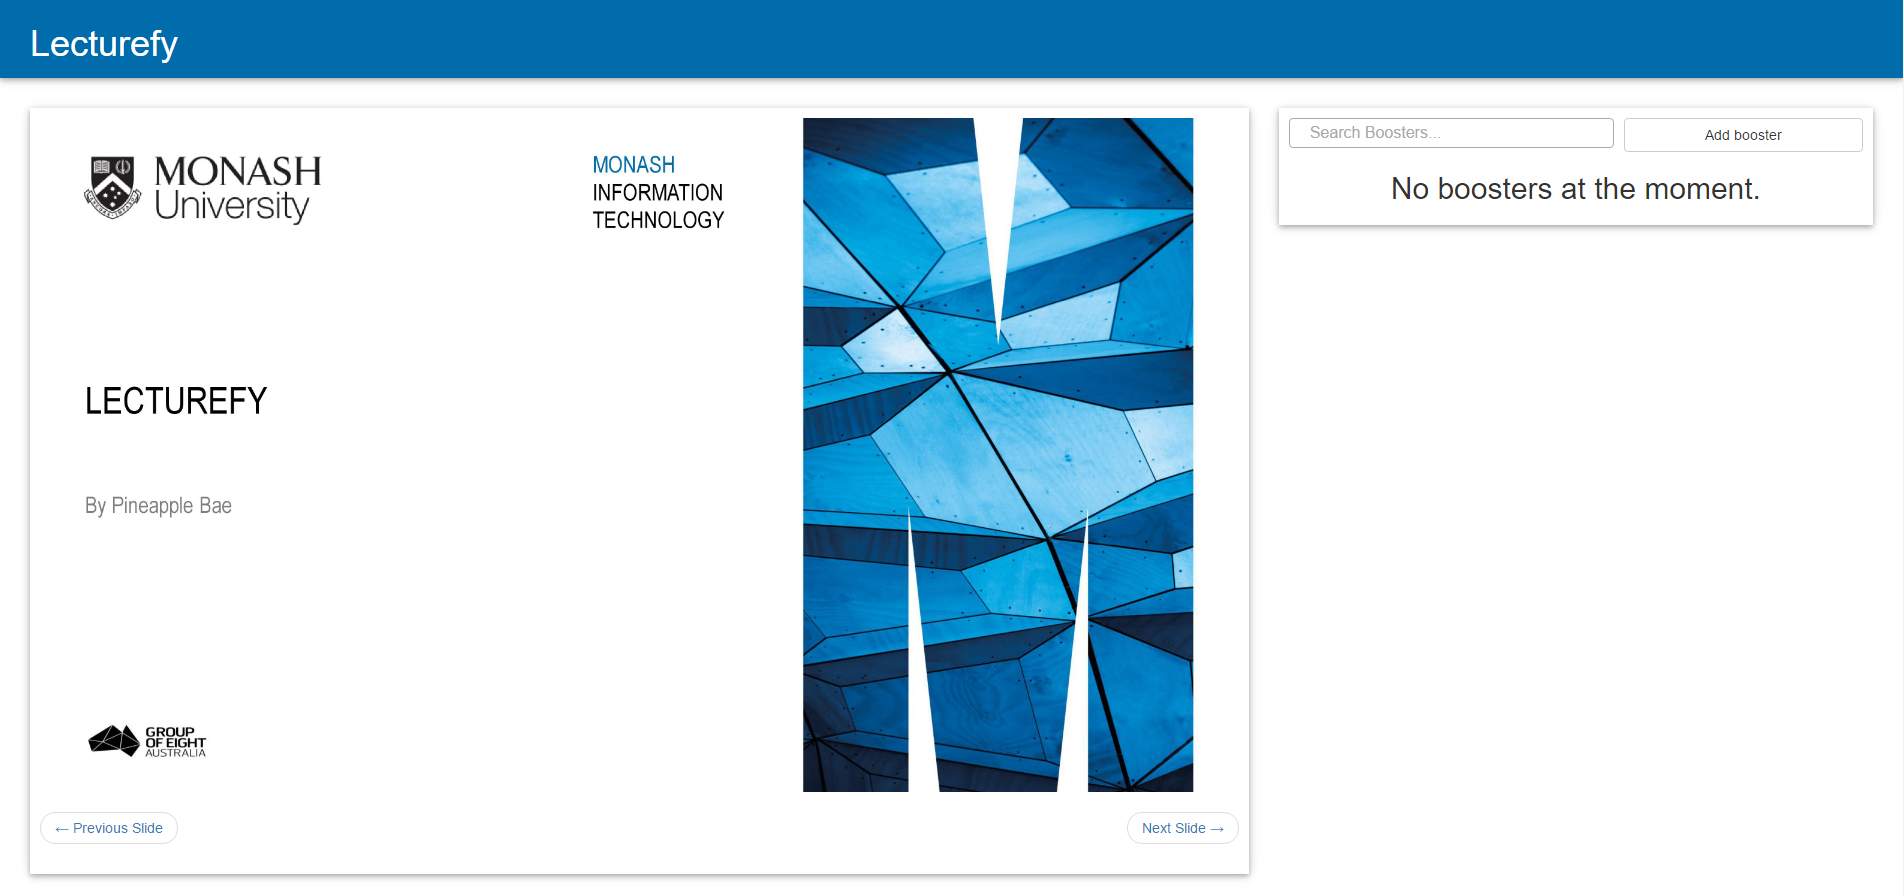 Lecturefy
MONASH
University
MONASH
INFORMATION
TECHNOLOGY
LECTUREFY
By Pineapple Bae
GROUP
OF EIGHT
AUSTRALIA
← Previous Slide
Next Slide →
Search Boosters...
Add booster
No boosters at the moment.